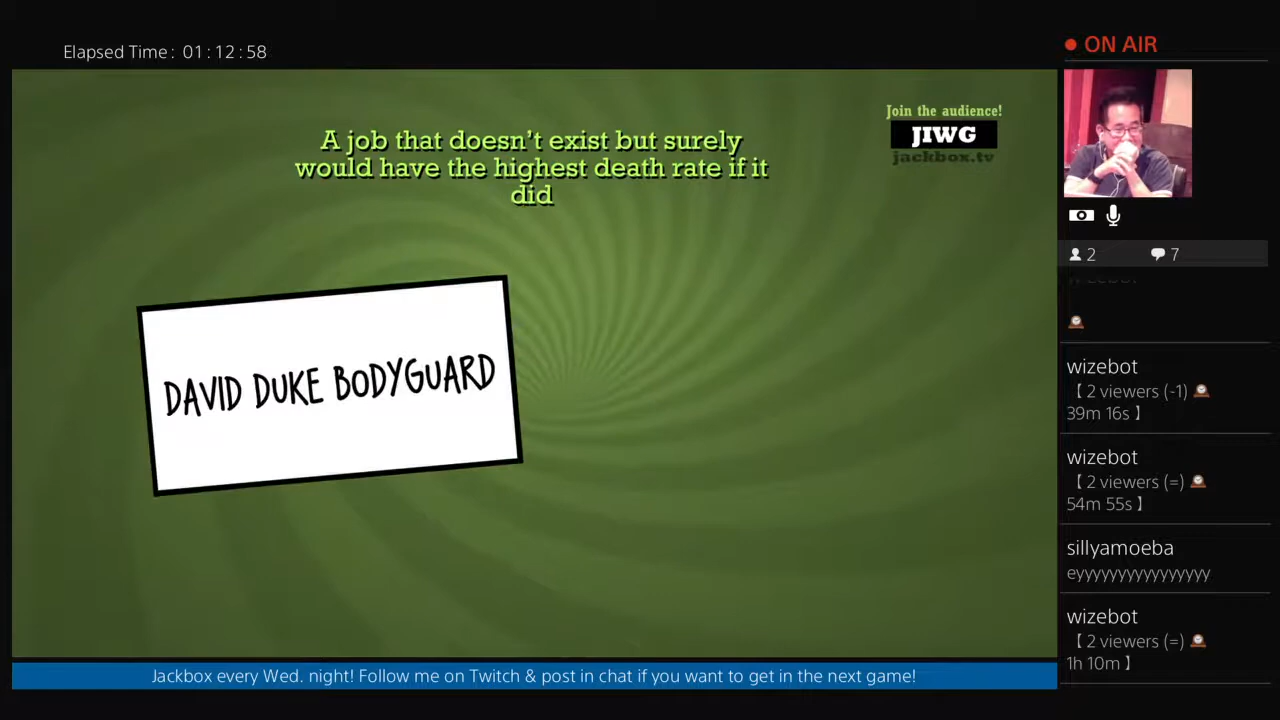 Elapsed Time: 01:12:58
ON AIR
Join the audience!
JIWG
jackbox.tv
A job that doesn't exist but surely
would have the highest death rate if it
did
DAVID DUKE BODYGUARD
2
7
wizebot
wizebot
【 2 viewers (-1)
39m 16s 】
wizebot
【 2 viewers (=)
54m 55s 】
sillyamoeba
eyyyyyyyyyyyyyyyy
wizebot
【 2 viewers (=)
1h 10m 】
Jackbox every Wed. night! Follow me on Twitch & post in chat if you want to get in the next game!